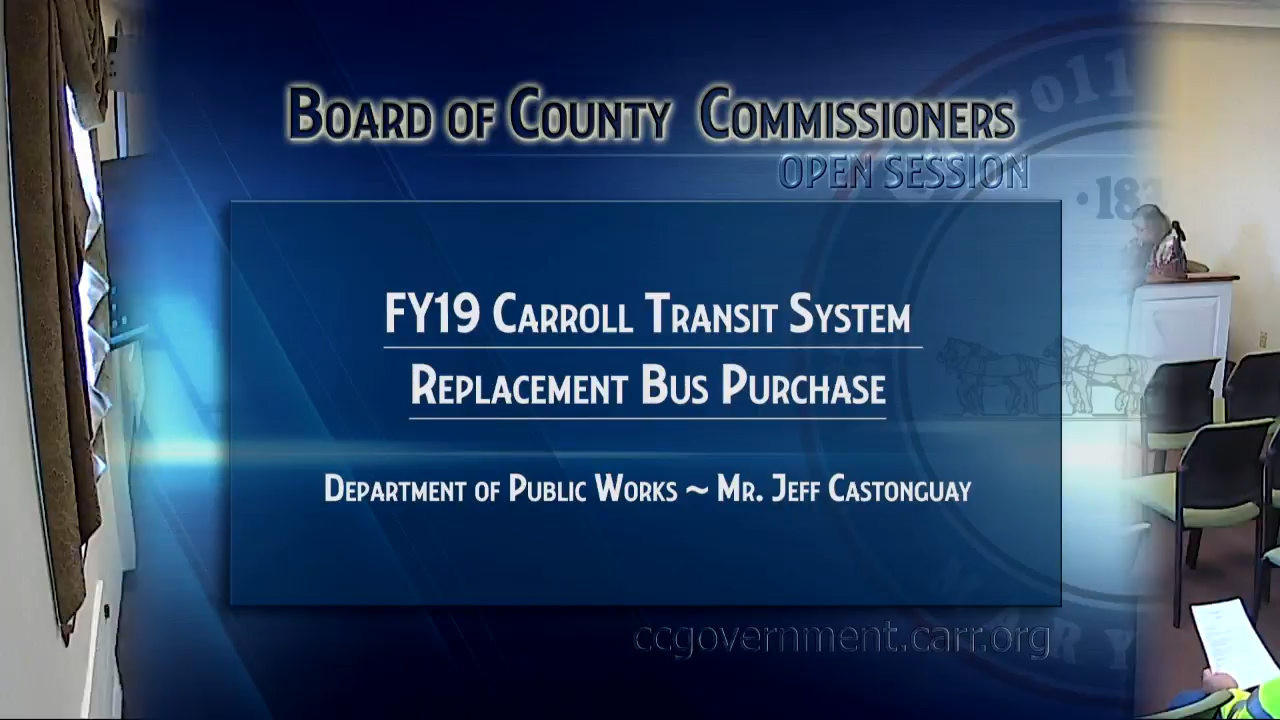 Board of County Commissioners
OPEN SESSION
FY19 Carroll Transit System
Replacement Bus Purchase
Department of Public Works ~ Mr. Jeff Castonguay
ccgovernment.carr.org